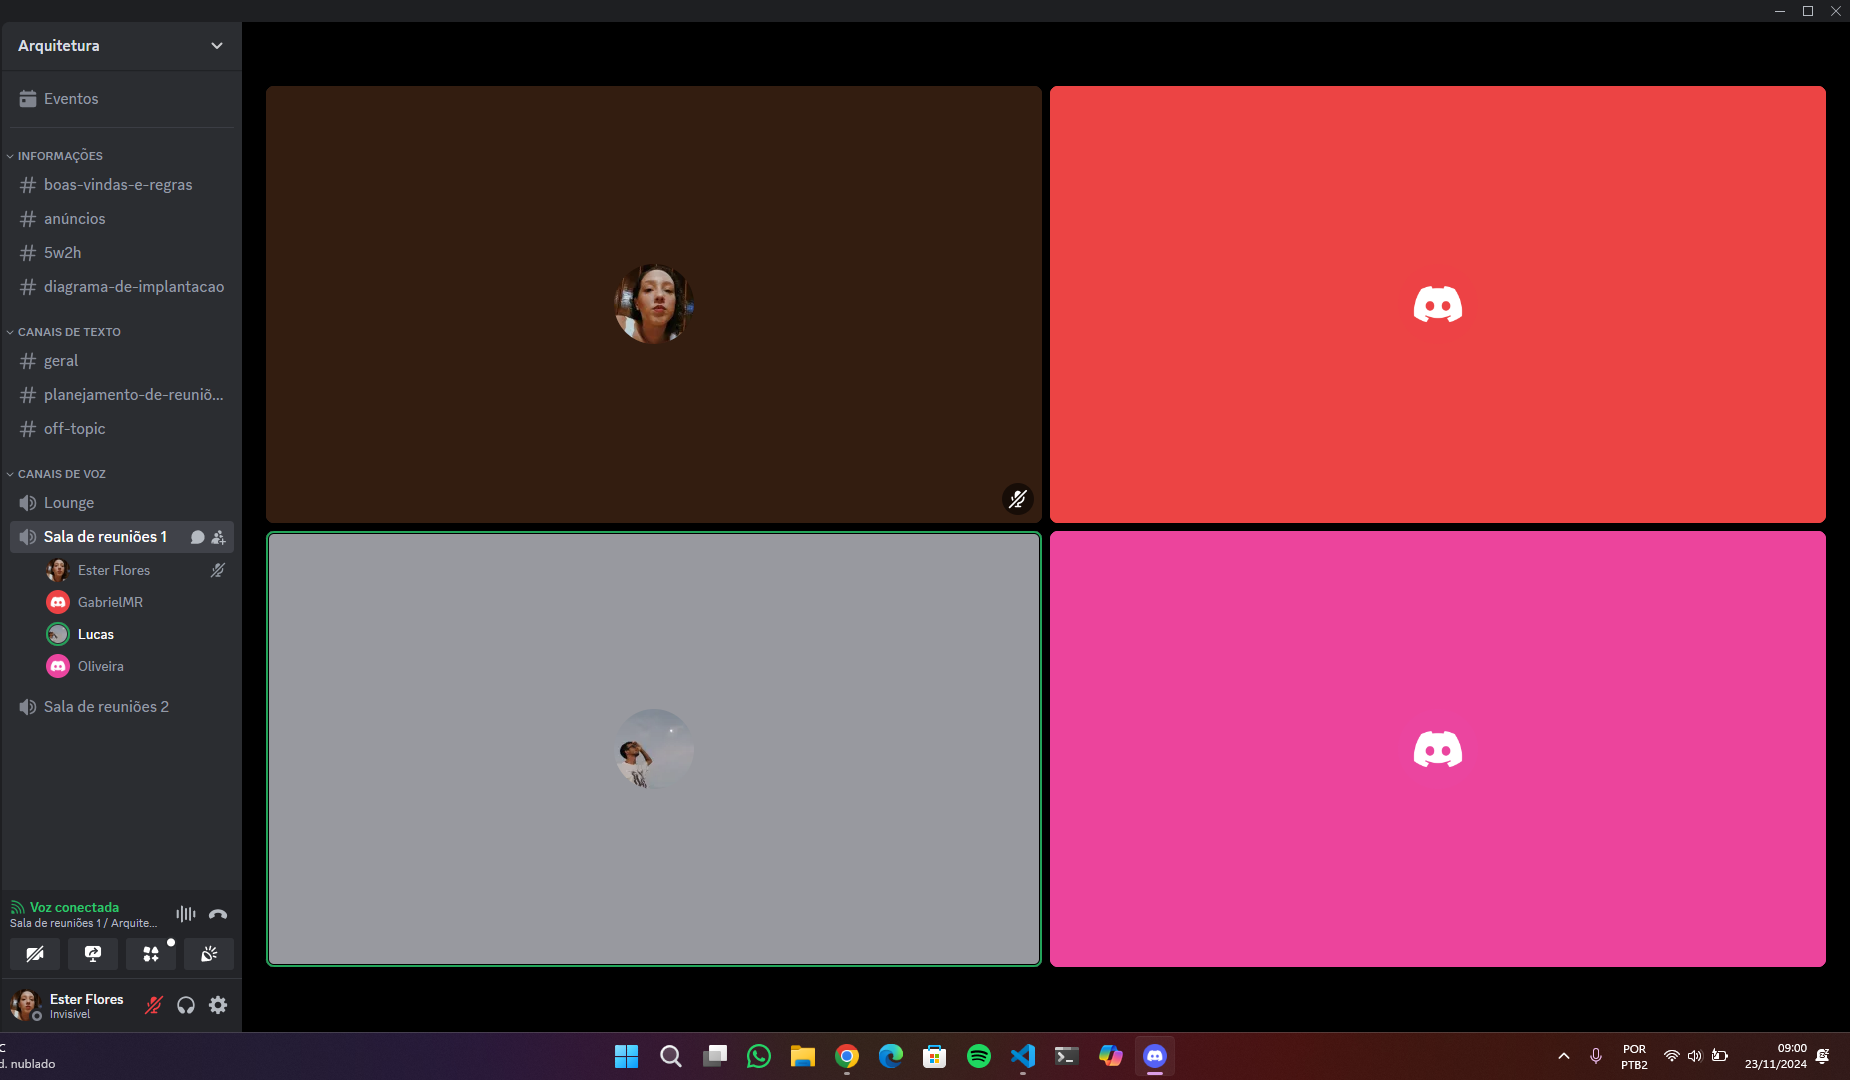 Arquitetura
Eventos
INFORMAÇÕES
boas-vindas-e-regras
anúncios
5w2h
diagrama-de-implantacao
CANAIS DE TEXTO
geral
planejamento-de-reuniõ...
off-topic
CANAIS DE VOZ
Lounge
Sala de reuniões 1
Ester Flores
GabrielMR
Lucas
Oliveira
Sala de reuniões 2
Voz conectada
Sala de reuniões 1 / Arquite...
Ester Flores
Invisível
C
d. nublado
POR
PTB2
09:00
23/11/2024